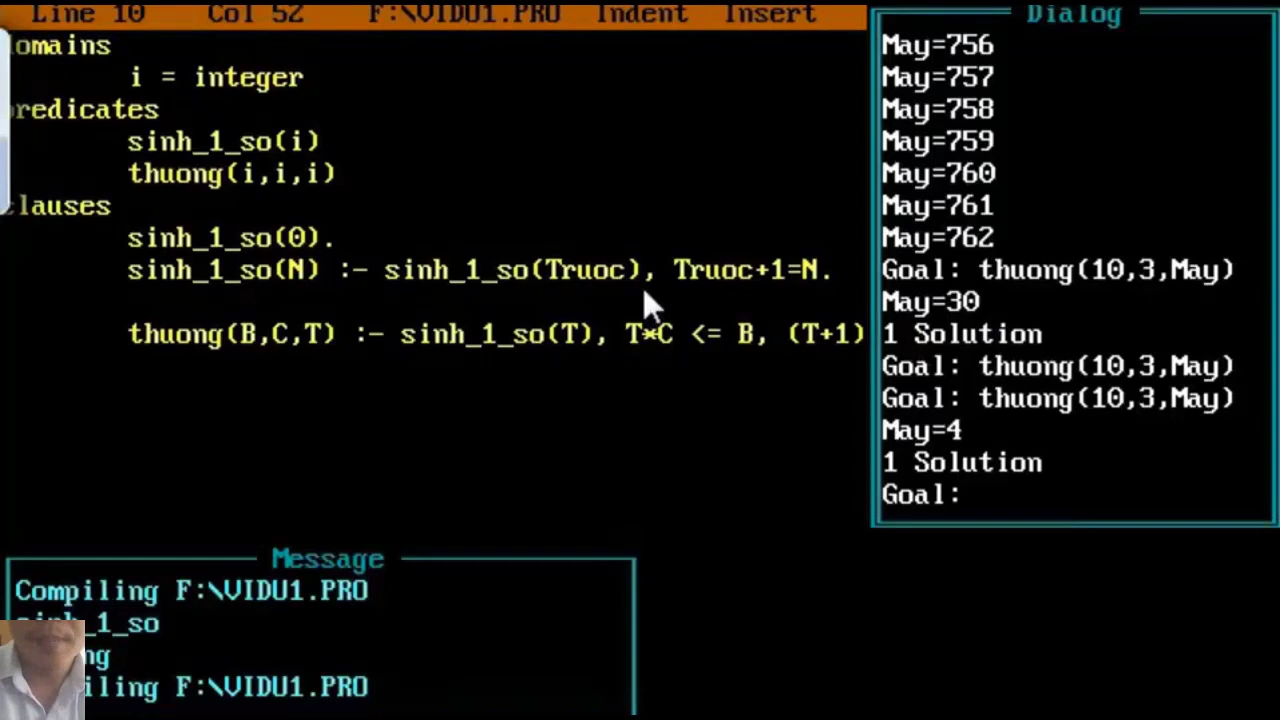 Line 10 Col 52 F:\VIDU1.PRO Indent Insert
omains
i = integer
redicates
sinh_1_so(i)
thuong(i,i,i)
clauses
sinh_1_so(0).
sinh_1_so(N) :- sinh_1_so(Truoc), Truoc+1=N.
thuong(B,C,T) :- sinh_1_so(T), T*C <= B, (T+1)
Dialog
May=756
May=757
May=758
May=759
May=760
May=761
May=762
Goal: thuong(10,3,May)
May=30
1 Solution
Goal: thuong(10,3,May)
Goal: thuong(10,3,May)
May=4
1 Solution
Goal:
Message
Compiling F:\VIDU1.PRO
sinh_1_so
ng
iling F:\VIDU1.PRO